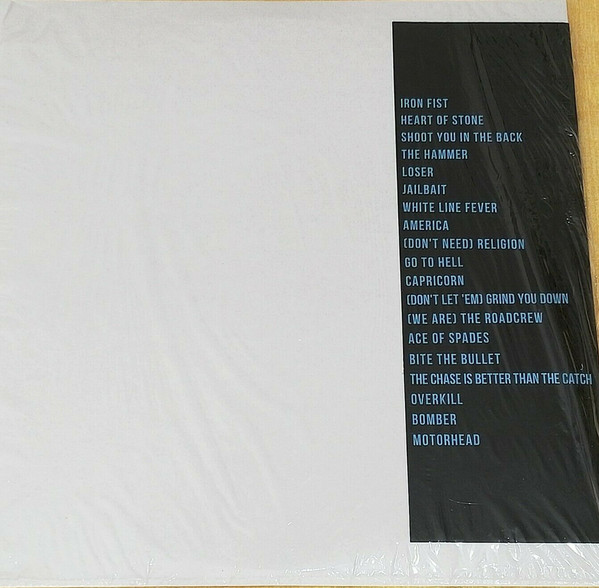 IRON FIST
HEART OF STONE
SHOOT YOU IN THE BACK
THE HAMMER
LOSER
JAILBAIT
WHITE LINE FEVER
AMERICA
(DON'T NEED) RELIGION
GO TO HELL
CAPRICORN
(DON'T LET 'EM) GRIND YOU DOWN
(WE ARE) THE ROADCREW
ACE OF SPADES
BITE THE BULLET
THE CHASE IS BETTER THAN THE CATCH
OVERKILL
BOMBER
MOTORHEAD